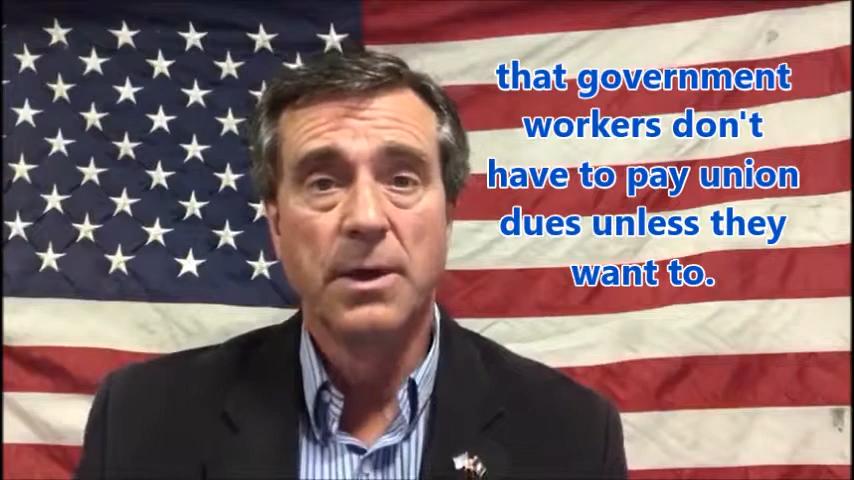 that government
workers don't
have to pay union
dues unless they
want to.